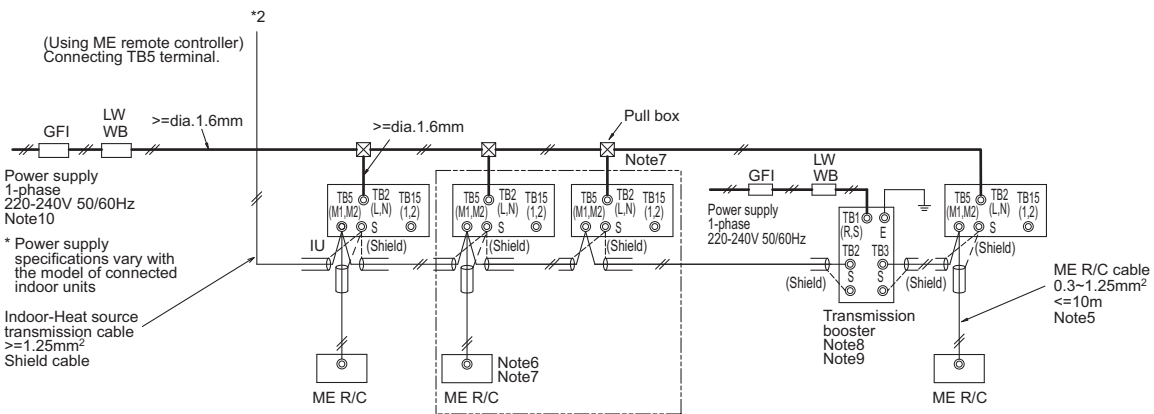 *2
(Using ME remote controller)
Connecting TB5 terminal.
GFI
LW
WB
>=dia.1.6mm
>=dia.1.6mm
Pull box
Note7
Power supply
1-phase
220-240V 50/60Hz
Note10
* Power supply
specifications vary with
the model of connected
indoor units
Indoor-Heat source
transmission cable
>=1.25mm²
Shield cable
IU
TB5
(M1,M2)
TB2
(L,N)
TB15
(1,2)
S
(Shield)
ME R/C
TB5
(M1,M2)
TB2
(L,N)
TB15
(1,2)
S
(Shield)
ME R/C
Note6
Note7
TB5
(M1,M2)
TB2
(L,N)
TB15
(1,2)
S
(Shield)
GFI
LW
WB
Power supply
1-phase
220-240V 50/60Hz
TB1
(R,S)
E
TB2
TB3
S
S
(Shield)
(Shield)
Transmission
booster
Note8
Note9
TB5
(M1,M2)
TB2
(L,N)
TB15
(1,2)
S
(Shield)
ME R/C cable
0.3~1.25mm²
<=10m
Note5
ME R/C